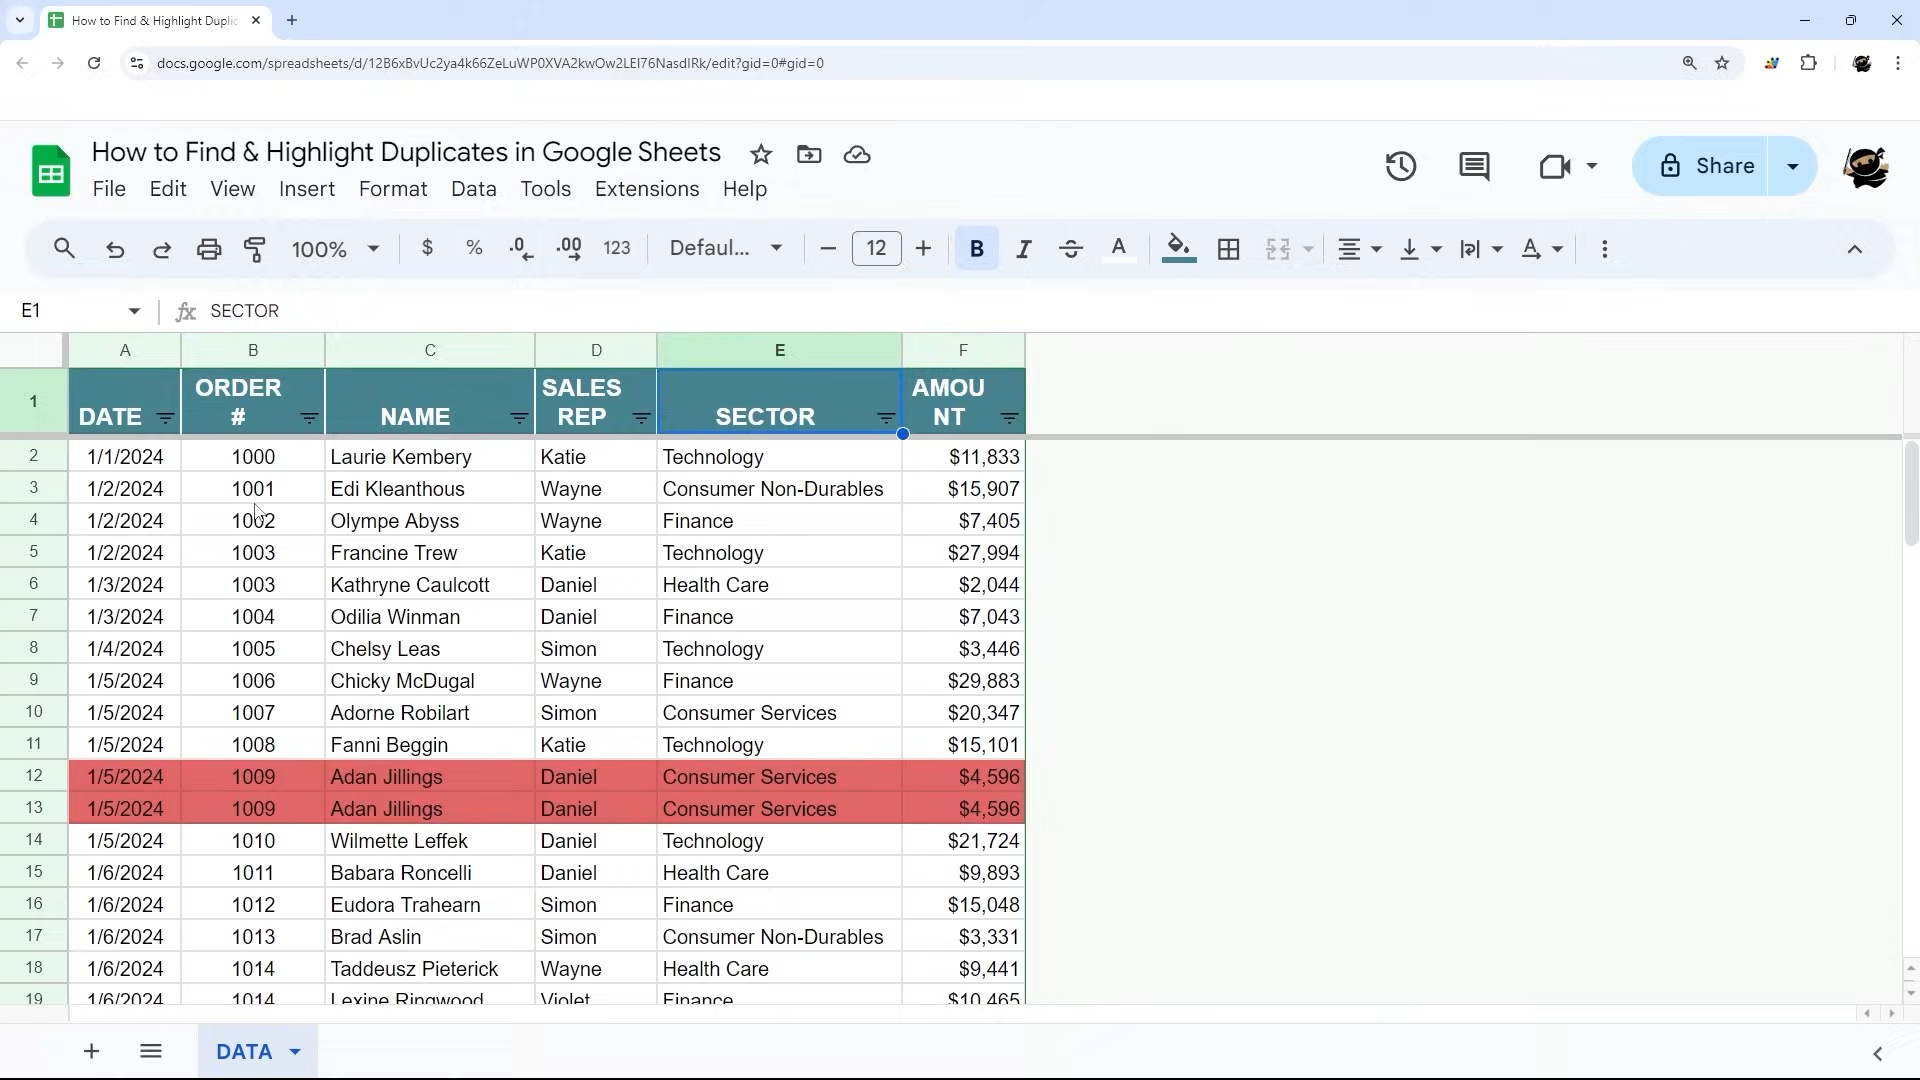 How to Find & Highlight Duplic
docs.google.com/spreadsheets/d/12B6xBvUc2ya4k66ZeLuWP0XVA2kwOw2LEI76NasdIRk/edit?gid=0#gid=0
How to Find & Highlight Duplicates in Google Sheets
File Edit View Insert Format Data Tools Extensions Help
Share
100% $ % .0 .00 123 Defaul... 12 B I S A
E1 SECTOR
A B C D E F
1 DATE ORDER # NAME SALES REP SECTOR AMOU NT
2 1/1/2024 1000 Laurie Kembery Katie Technology $11,833
3 1/2/2024 1001 Edi Kleanthous Wayne Consumer Non-Durables $15,907
4 1/2/2024 1002 Olympe Abyss Wayne Finance $7,405
5 1/2/2024 1003 Francine Trew Katie Technology $27,994
6 1/3/2024 1003 Kathryne Caulcott Daniel Health Care $2,044
7 1/3/2024 1004 Odilia Winman Daniel Finance $7,043
8 1/4/2024 1005 Chelsy Leas Simon Technology $3,446
9 1/5/2024 1006 Chicky McDugal Wayne Finance $29,883
10 1/5/2024 1007 Adorne Robilart Simon Consumer Services $20,347
11 1/5/2024 1008 Fanni Beggin Katie Technology $15,101
12 1/5/2024 1009 Adan Jillings Daniel Consumer Services $4,596
13 1/5/2024 1009 Adan Jillings Daniel Consumer Services $4,596
14 1/5/2024 1010 Wilmette Leffek Daniel Technology $21,724
15 1/6/2024 1011 Babara Roncelli Daniel Health Care $9,893
16 1/6/2024 1012 Eudora Trahearn Simon Finance $15,048
17 1/6/2024 1013 Brad Aslin Simon Consumer Non-Durables $3,331
18 1/6/2024 1014 Taddeusz Pieterick Wayne Health Care $9,441
19 1/6/2024 1014 Lexine Ringwood Violet Finance $10,465
DATA